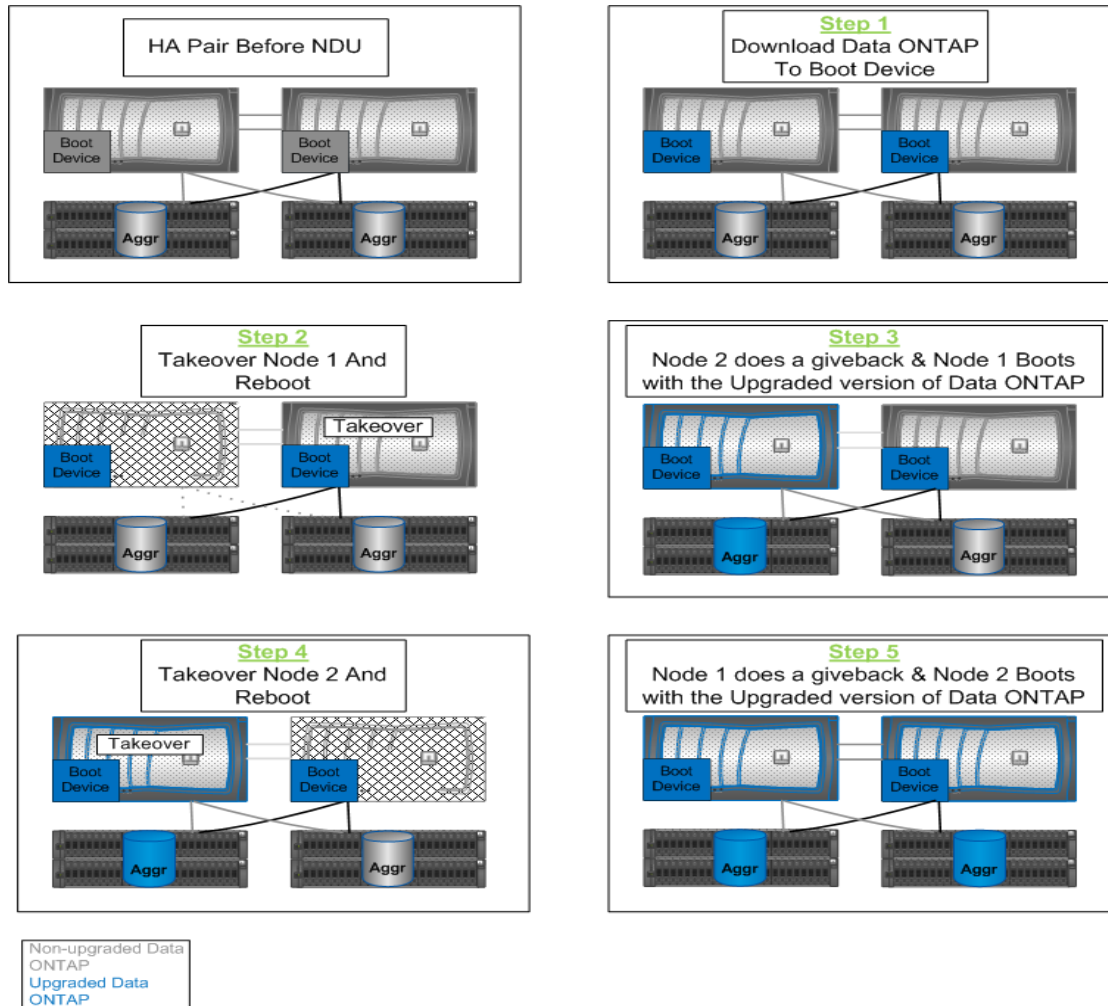 HA Pair Before NDU
Boot
Device
Boot
Device
Aggr
Aggr
Step 1
Download Data ONTAP
To Boot Device
Boot
Device
Boot
Device
Aggr
Aggr
Step 2
Takeover Node 1 And
Reboot
Takeover
Boot
Device
Boot
Device
Aggr
Aggr
Step 3
Node 2 does a giveback & Node 1 Boots
with the Upgraded version of Data ONTAP
Boot
Device
Boot
Device
Aggr
Aggr
Step 4
Takeover Node 2 And
Reboot
Takeover
Boot
Device
Boot
Device
Aggr
Aggr
Step 5
Node 1 does a giveback & Node 2 Boots
with the Upgraded version of Data ONTAP
Boot
Device
Boot
Device
Aggr
Aggr
Non-upgraded Data
ONTAP
Upgraded Data
ONTAP